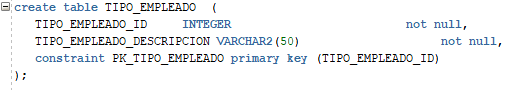 create table TIPO_EMPLEADO (
TIPO_EMPLEADO_ID INTEGER not null,
TIPO_EMPLEADO_DESCRIPCION VARCHAR2(50) not null,
constraint PK_TIPO_EMPLEADO primary key (TIPO_EMPLEADO_ID)
);